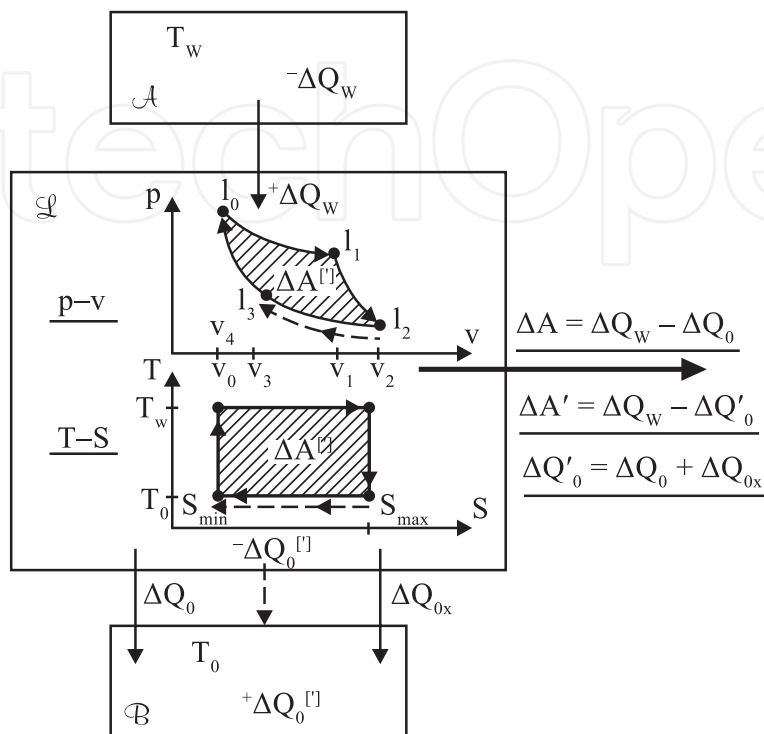 T_W
𝒜
⁻ΔQ_W
ℒ
p
l_0
⁺ΔQ_W
l_1
ΔA^[']
l_3
l_2
p–v
v_4
v
v_0 v_3 v_1 v_2
T
T_w
T–S
ΔA^[']
T_0
S_min
S_max
S
ΔA = ΔQ_W – ΔQ_0
ΔA′ = ΔQ_W – ΔQ′_0
ΔQ′_0 = ΔQ_0 + ΔQ_0x
⁻ΔQ_0^[']
ΔQ_0
ΔQ_0x
T_0
ℬ
⁺ΔQ_0^[']
techOpe